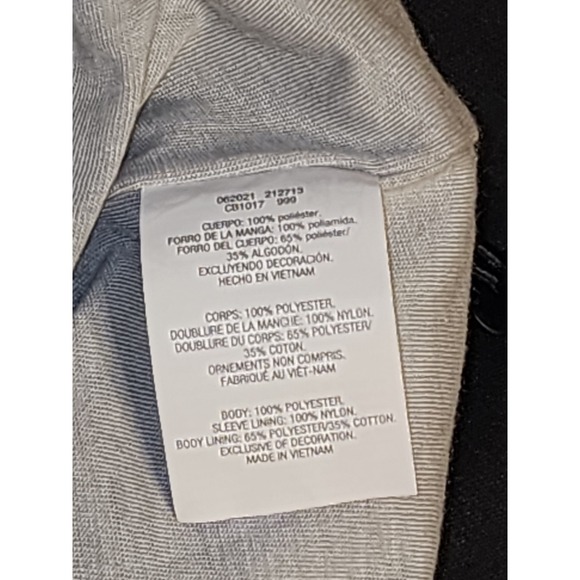 062021 212713
CB1017 999
CUERPO: 100% poliéster.
FORRO DE LA MANGA: 100% poliamida.
FORRO DEL CUERPO: 65% poliéster/
35% ALGODÓN.
EXCLUYENDO DECORACIÓN.
HECHO EN VIETNAM
CORPS: 100% POLYESTER.
DOUBLURE DE LA MANCHE: 100% NYLON.
DOUBLURE DU CORPS: 65% POLYESTER/
35% COTON.
ORNEMENTS NON COMPRIS.
FABRIQUÉ AU VIÊT-NAM
BODY: 100% POLYESTER.
SLEEVE LINING: 100% NYLON.
BODY LINING: 65% POLYESTER/35% COTTON.
EXCLUSIVE OF DECORATION.
MADE IN VIETNAM